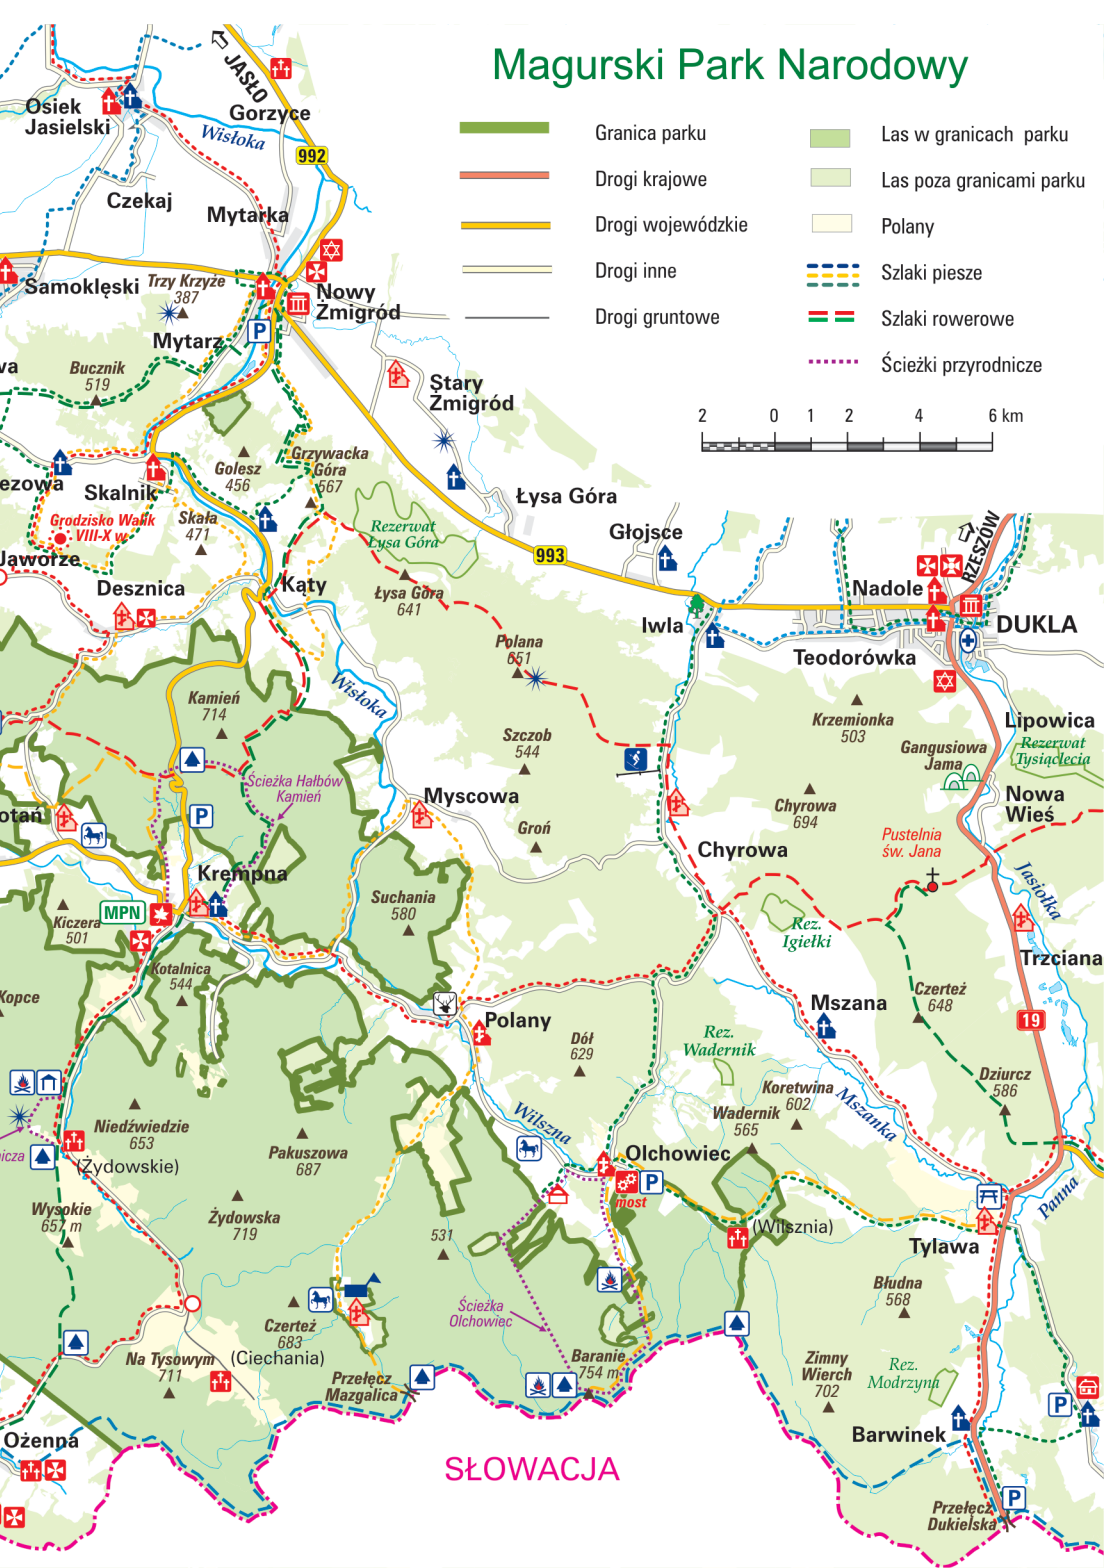 Magurski Park Narodowy
Granica parku
Drogi krajowe
Drogi wojewódzkie
Drogi inne
Drogi gruntowe
Las w granicach parku
Las poza granicami parku
Polany
Szlaki piesze
Szlaki rowerowe
Ścieżki przyrodnicze
2 0 1 2 4 6 km
JASŁO
Gorzyce
Osiek
Jasielski
Wisłoka
992
Czekaj
Mytarka
Samoklęski
Trzy Krzyże
387
Nowy
Żmigród
P
Mytarz
va
Bucznik
519
Stary
Żmigród
Golesz
456
Grzywacka
Góra
567
ezowa
Skalnik
Grodzisko Walik
VIII-X w
Skała
471
Rezerwat
Łysa Góra
Łysa Góra
Głojsce
993
RZESZÓW
Jaworze
Desznica
Kąty
Łysa Góra
641
Nadole
Iwla
DUKLA
Teodorówka
Polana
651
Wisłoka
Kamień
714
Krzemionka
503
Lipowica
Szczob
544
Gangusiowa
Jama
Rezerwat
Tysiąclecia
Ścieżka Hałbów
Kamień
Myscowa
Chyrowa
694
Nowa
Wieś
otań
P
Groń
Pustelnia
św. Jana
Chyrowa
Krempna
Suchania
580
Jasiołka
MPN
Kiczera
501
Rez.
Igiełki
Kotalnica
544
Trzciana
Kopce
Czerteż
648
Mszana
Polany
19
Dół
629
Rez.
Wadernik
Koretwina
602
Dziurcz
586
Niedźwiedzie
653
Wilszna
Wadernik
565
Mszanka
icza
(Żydowskie)
Pakuszowa
687
Olchowiec
P
most
Wysokie
657 m
Żydowska
719
531
(Wilsznia)
Panna
Tylawa
Ścieżka
Olchowiec
Błudna
568
Czerteż
683
(Ciechania)
Na Tysowym
711
Przełęcz
Mazgalica
Baranie
754 m
Zimny
Wierch
702
Rez.
Modrzyna
P
Ożenna
Barwinek
SŁOWACJA
P
Przełęcz
Dukielska